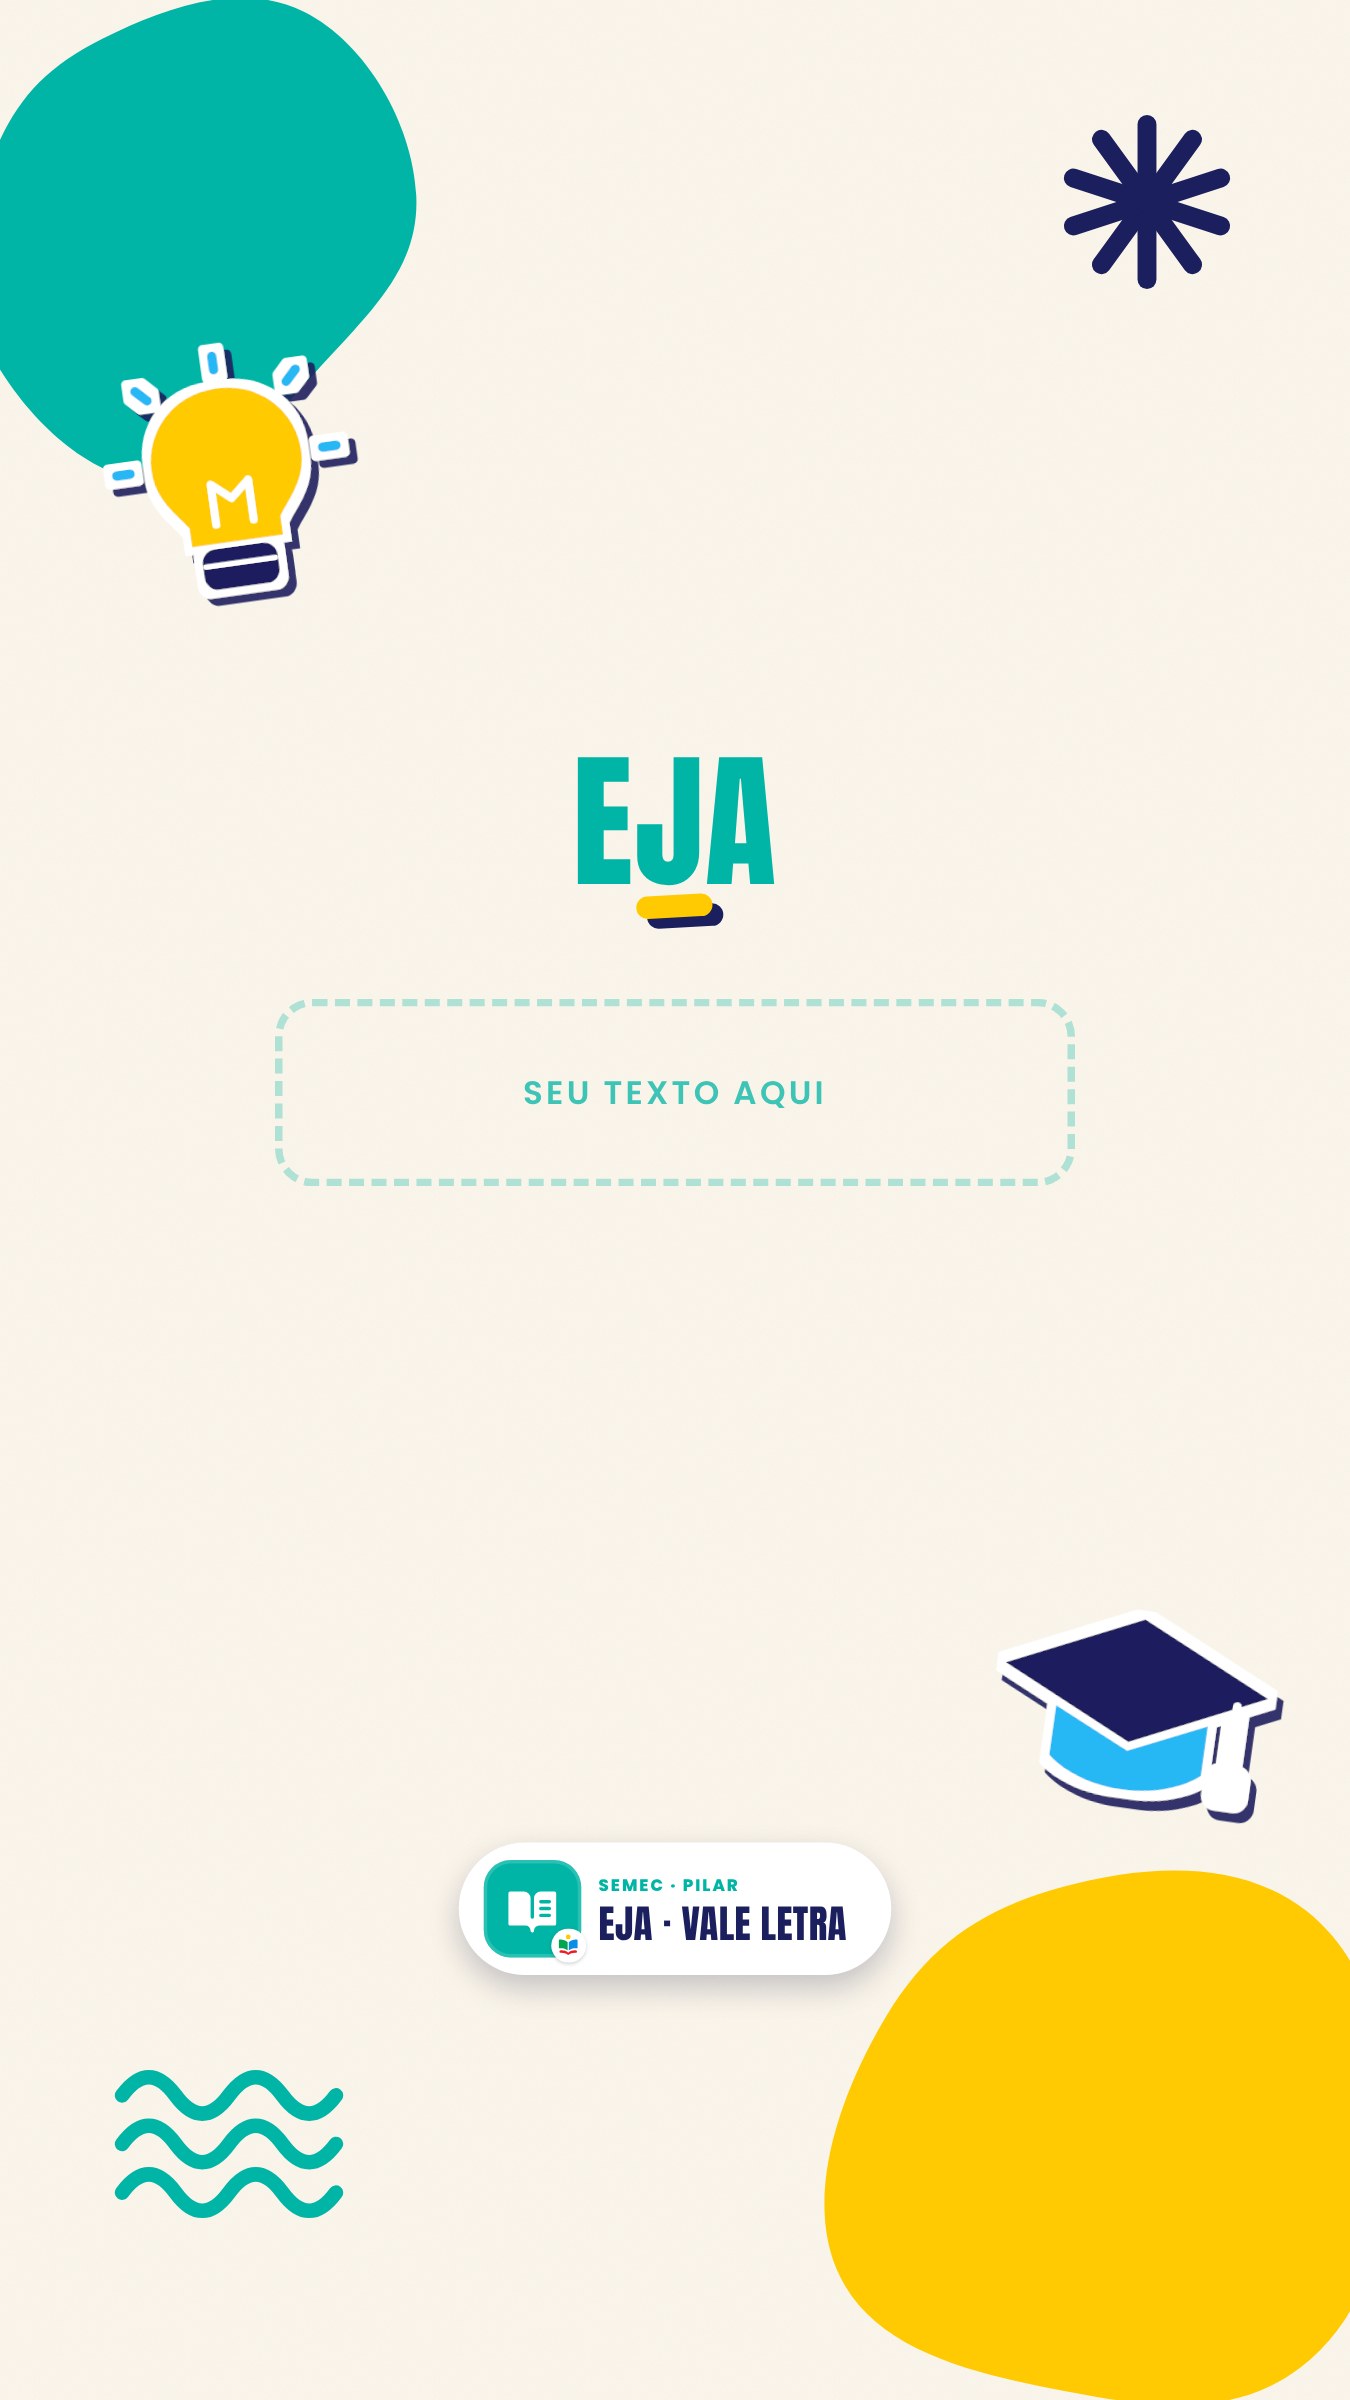 EJA
SEU TEXTO AQUI
SEMEC · PILAR
EJA · VALE LETRA